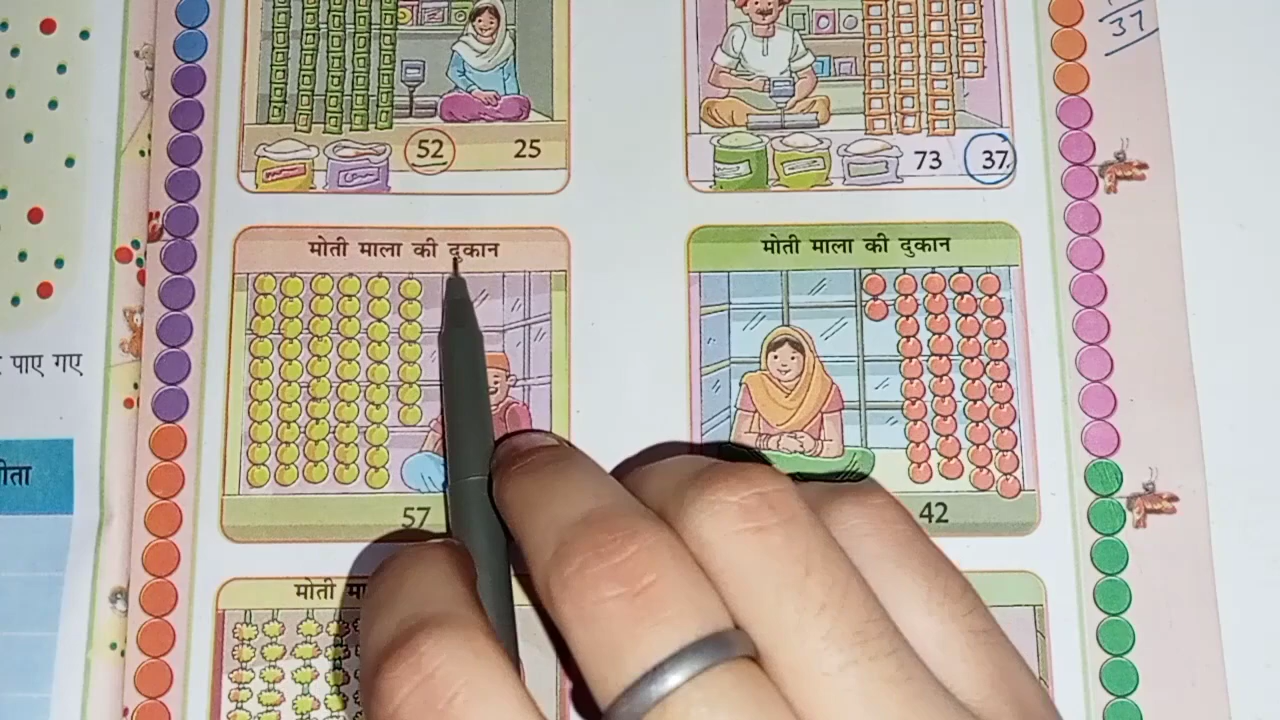 37
52 25
73 37
मोती माला की दुकान
मोती माला की दुकान
पाए गए
57
42
मोती